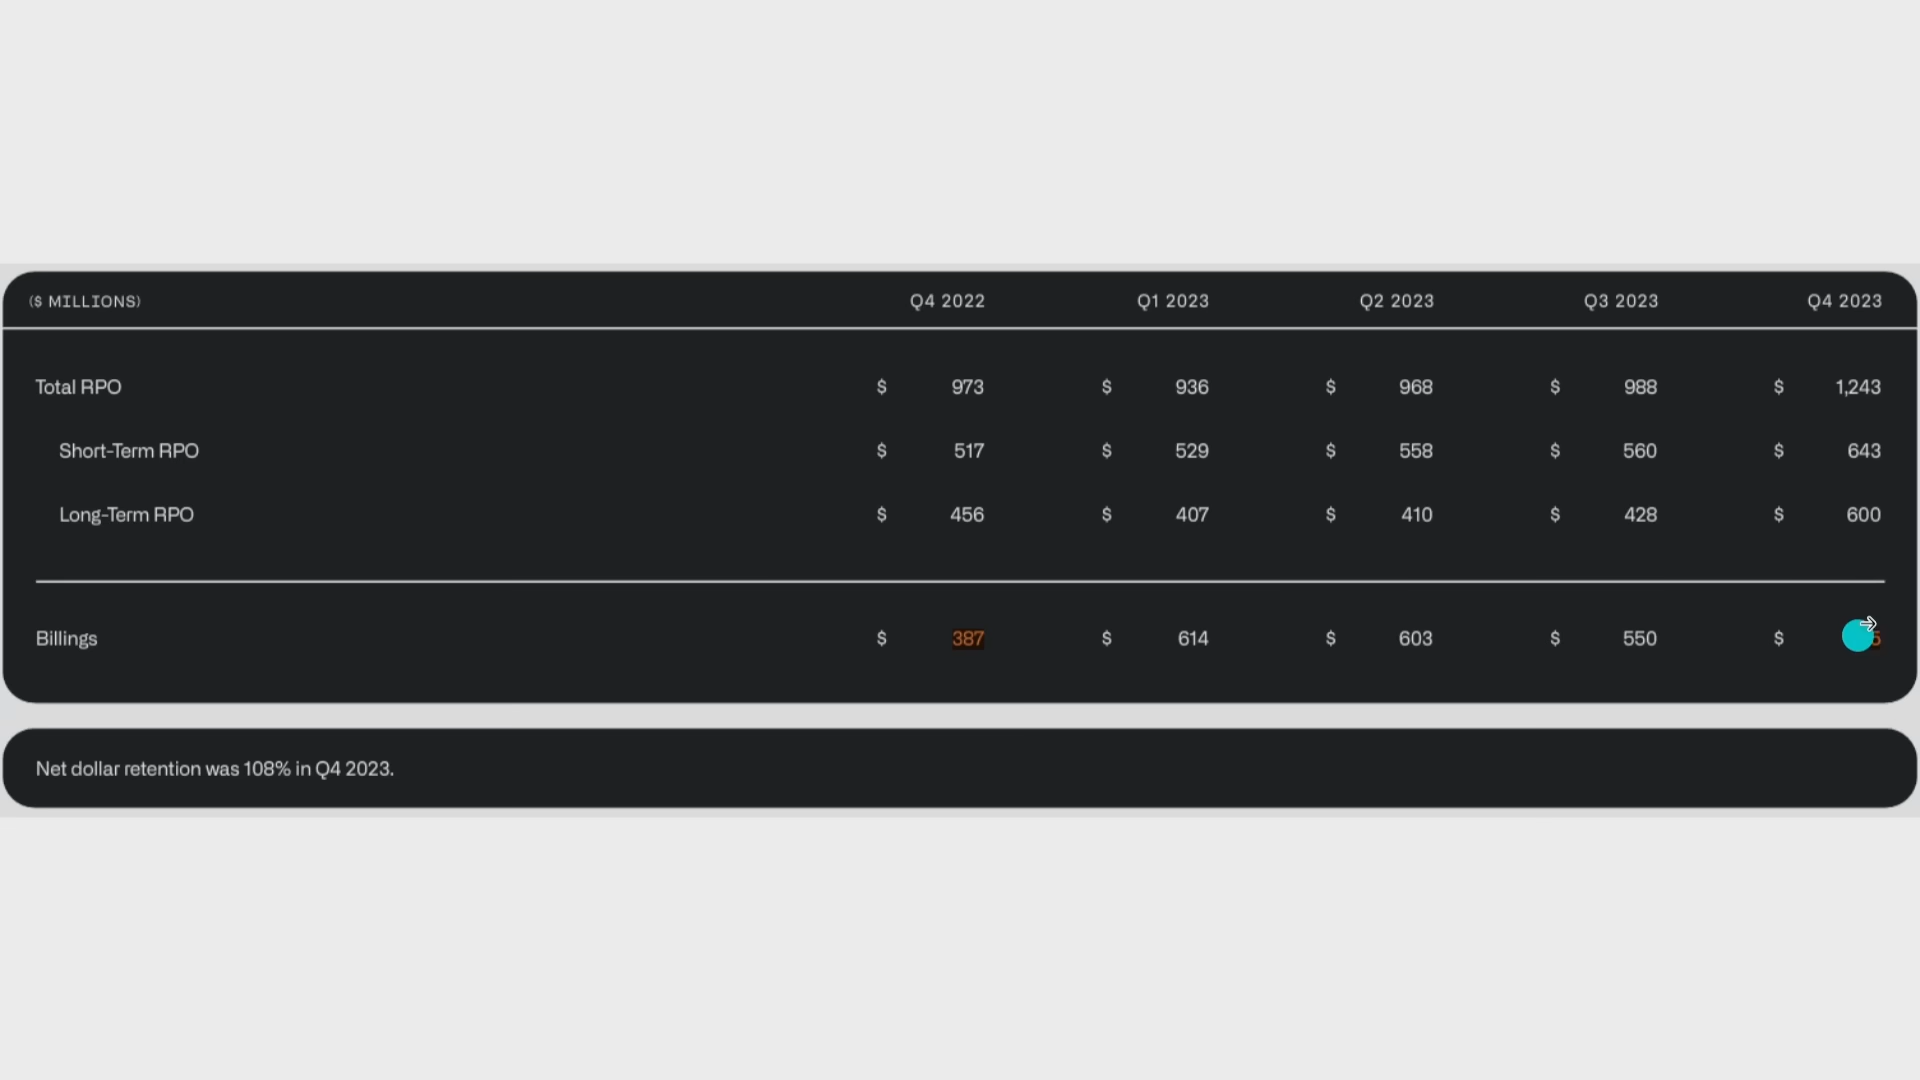 ($ MILLIONS) Q4 2022 Q1 2023 Q2 2023 Q3 2023 Q4 2023
Total RPO $ 973 $ 936 $ 968 $ 988 $ 1,243
Short-Term RPO $ 517 $ 529 $ 558 $ 560 $ 643
Long-Term RPO $ 456 $ 407 $ 410 $ 428 $ 600
Billings $ 387 $ 614 $ 603 $ 550 $
Net dollar retention was 108% in Q4 2023.